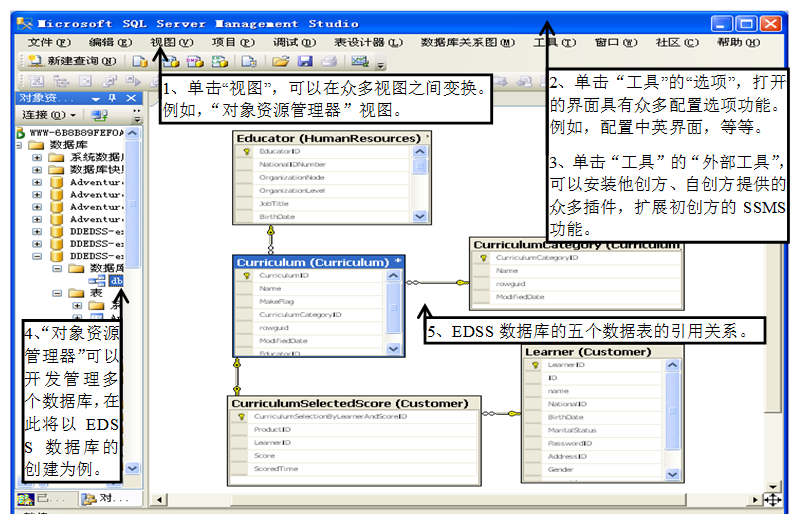 Microsoft SQL Server Management Studio
文件(F) 编辑(E) 视图(V) 项目(P) 调试(D) 表设计器(L) 数据库关系图(M) 工具(T) 窗口(W) 社区(C) 帮助(H)
新建查询(N)
对象资...
连接(O)
WWW-6B8B89FEF0A
数据库
系统数据库
数据库快
Adventur
Adventur
Adventur
Adventur
DDEDSS-e
DDEDSS-e
DDEDSS-e
数据库
db
表
1、单击“视图”，可以在众多视图之间变换。
例如，“对象资源管理器”视图。
2、单击“工具”的“选项”，打开
的界面具有众多配置选项功能。
例如，配置中英界面，等等。
3、单击“工具”的“外部工具”，
可以安装他创方、自创方提供的
众多插件，扩展初创方的 SSMS
功能。
Educator (HumanResources) *
EducatorID
NationalIDNumber
OrganizationNode
OrganizationLevel
JobTitle
BirthDate
Curriculum (Curriculum) *
CurriculumID
Name
MakeFlag
CurriculumCategoryID
rowguid
ModifiedDate
EducatorID
CurriculumCategory (Curriculum
CurriculumCategoryID
Name
rowguid
ModifiedDate
5、EDSS 数据库的五个数据表的引用关系。
4、“对象资源
管理器”可以
开发管理多
个数据库，在
此将以 EDS
S 数据库的
创建为例。
CurriculumSelectedScore (Customer)
CurriculumSelectionByLearnerAndScoreID
ProductID
LearnerID
Score
ScoredTime
Learner (Customer)
LearnerID
ID
name
NationalID
BirthDate
MaritalStatus
PasswordID
AddressID
Gender
已...
对...